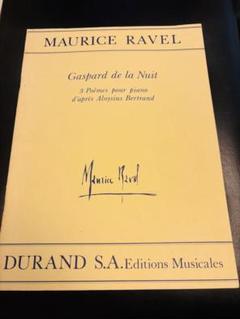 MAURICE RAVEL
Gaspard de la Nuit
3 Poèmes pour piano
d'après Aloysius Bertrand
Maurice Ravel
DURAND S.A. Editions Musicales